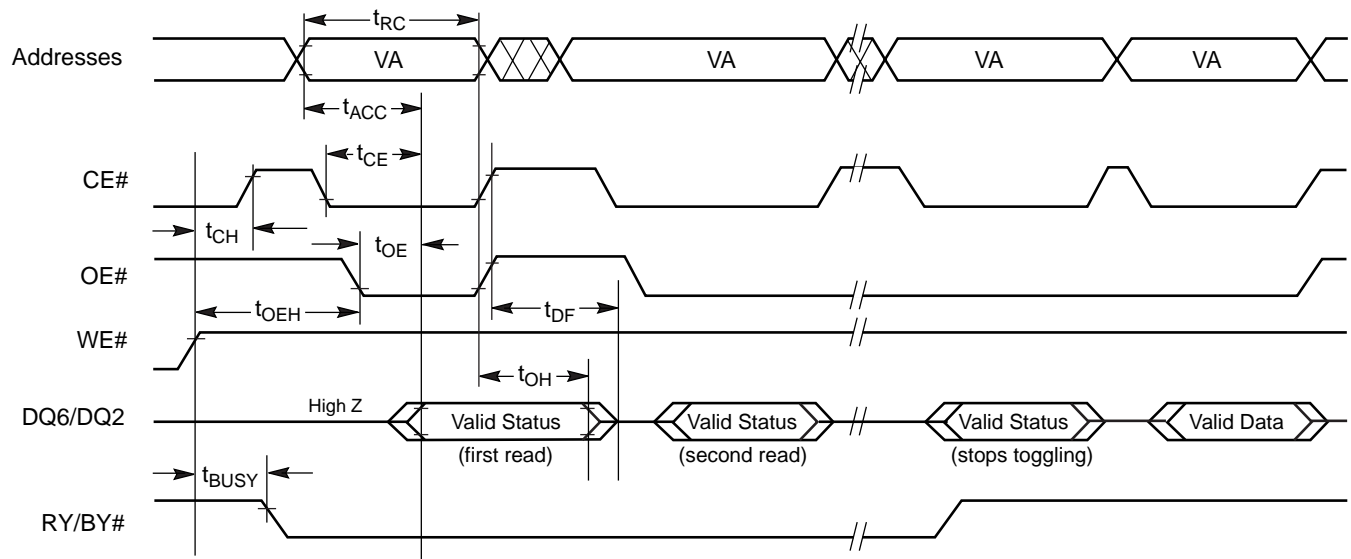 tRC
Addresses VA VA VA VA
tACC
tCE
CE#
tCH
tOE
OE#
tOEH
tDF
WE#
tOH
High Z
DQ6/DQ2 Valid Status Valid Status Valid Status Valid Data
(first read) (second read) (stops toggling)
tBUSY
RY/BY#